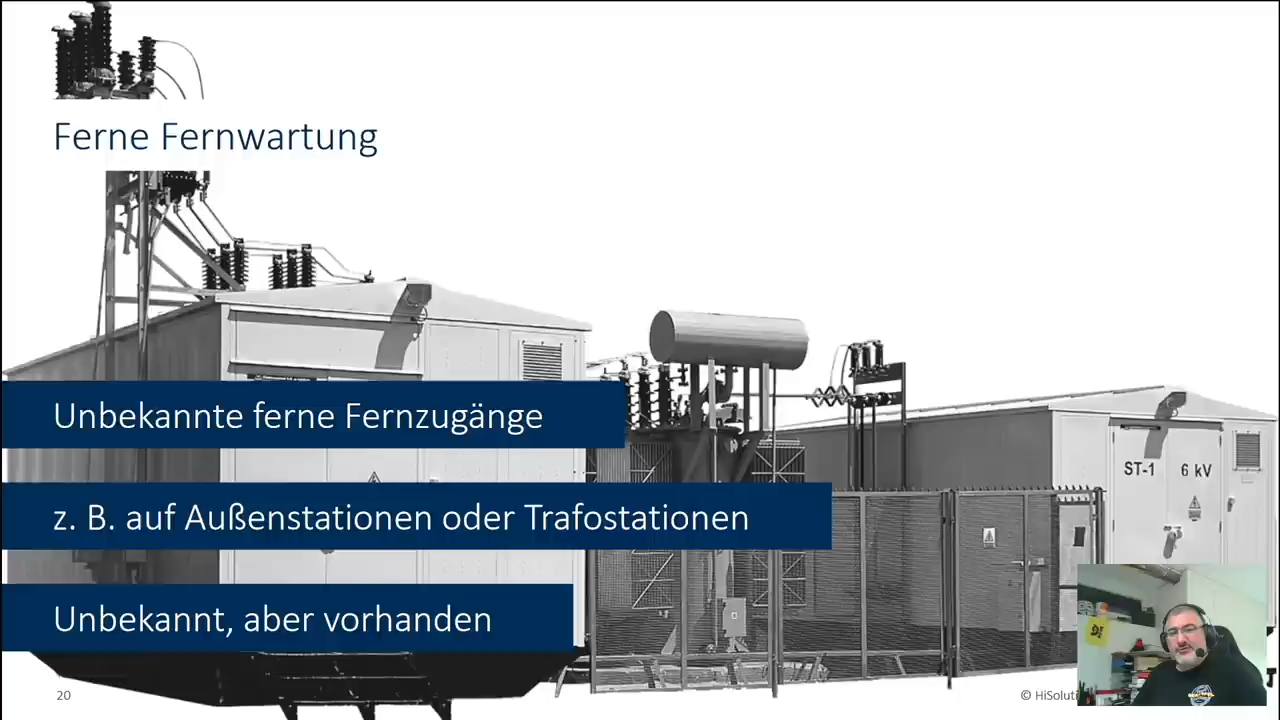 Ferne Fernwartung
Unbekannte ferne Fernzugänge
z. B. auf Außenstationen oder Trafostationen
ST-1 6 kV
Unbekannt, aber vorhanden
20
© HiSoluti